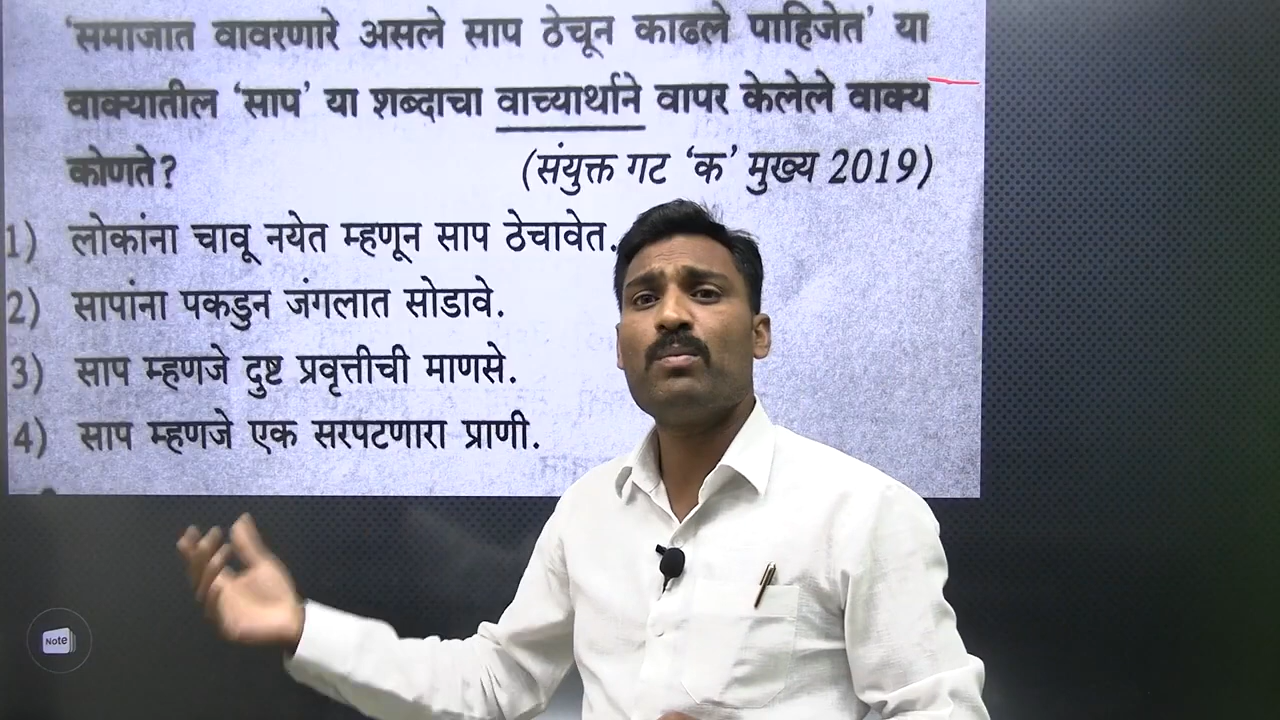 ‘समाजात वावरणारे असले साप ठेचून काढले पाहिजेत’ या
वाक्यातील ‘साप’ या शब्दाचा वाच्यार्थाने वापर केलेले वाक्य
कोणते?
(संयुक्त गट ‘क’ मुख्य 2019)
1) लोकांना चावू नयेत म्हणून साप ठेचावेत.
2) सापांना पकडुन जंगलात सोडावे.
3) साप म्हणजे दुष्ट प्रवृत्तीची माणसे.
4) साप म्हणजे एक सरपटणारा प्राणी.
Note